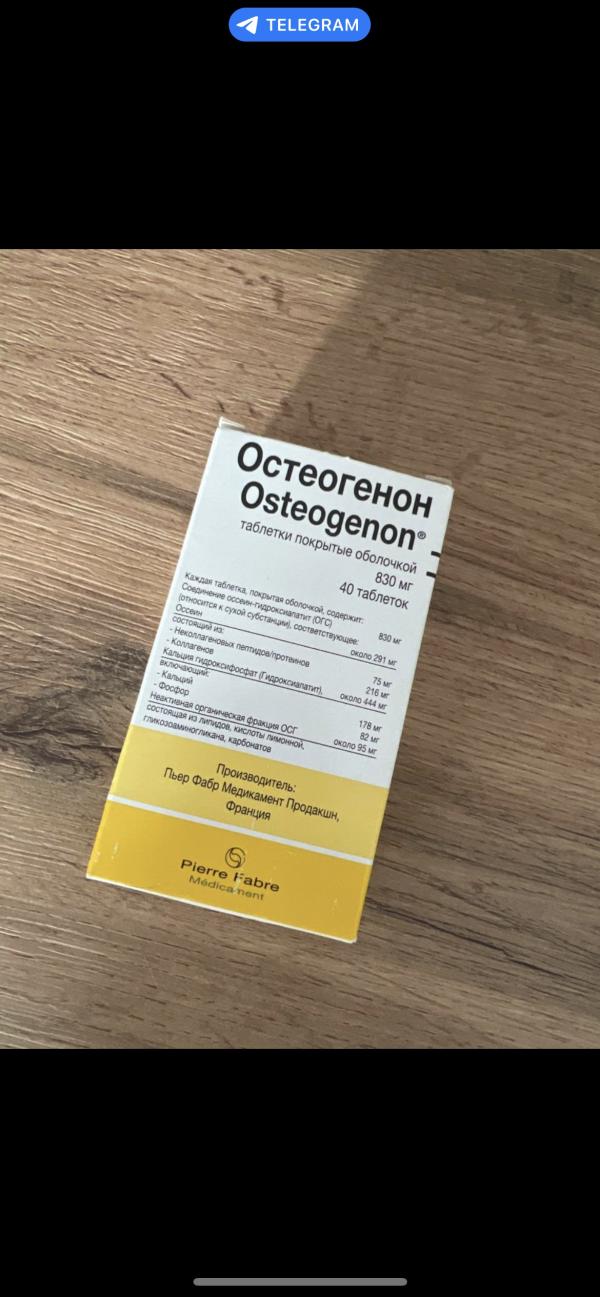 TELEGRAM
Остеогенон
Osteogenon®
таблетки покрытые оболочкой
830 мг
40 таблеток
Каждая таблетка, покрытая оболочкой, содержит:
Соединение оссеин-гидроксиапатит (ОГС) 830 мг
(относится к сухой субстанции), соответствующее:
Оссеин около 291 мг
состоящий из:
- Неколлагеновых пептидов/протеинов 75 мг
- Коллагенов 216 мг
Кальция гидроксифосфат (Гидроксиапатит), около 444 мг
включающий:
- Кальций 178 мг
- Фосфор 82 мг
Неактивная органическая фракция ОСГ около 95 мг
состоящая из липидов, кислоты лимонной,
гликозоаминогликана, карбонатов
Производитель:
Пьер Фабр Медикамент Продакшн,
Франция
Pierre Fabre
Médicament